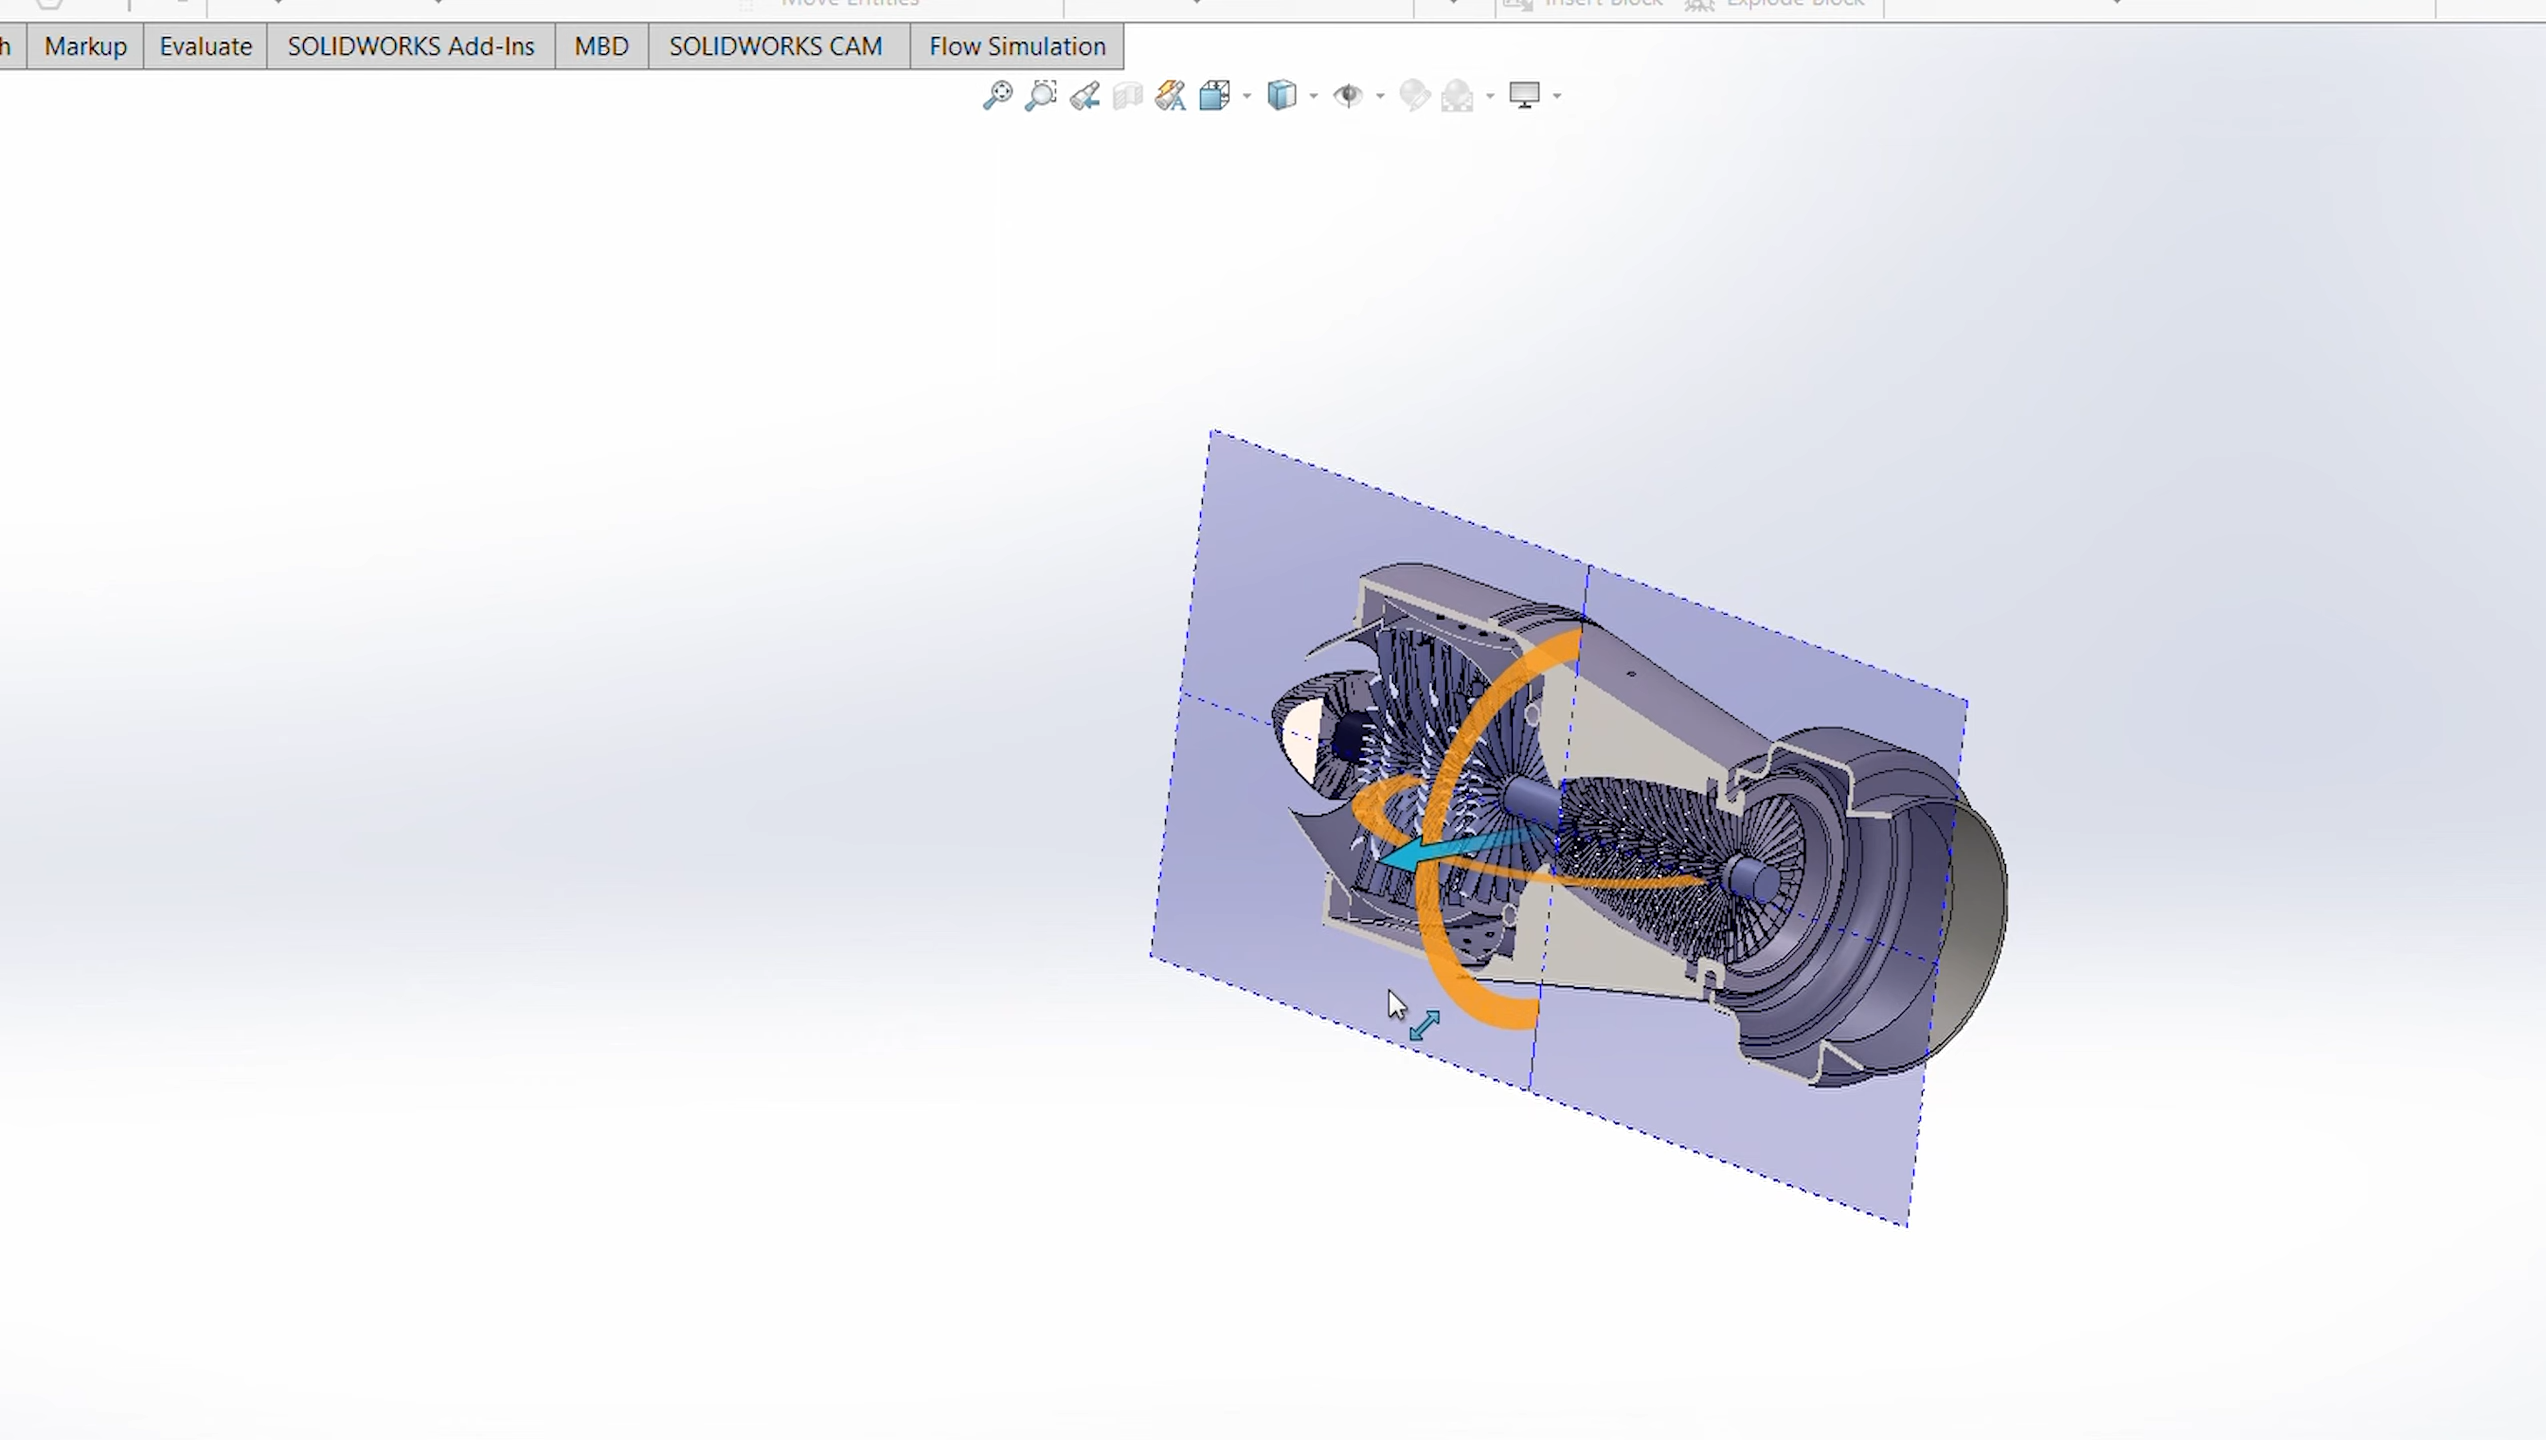 Move Entities Insert Block Explode Block
h Markup Evaluate SOLIDWORKS Add-Ins MBD SOLIDWORKS CAM Flow Simulation